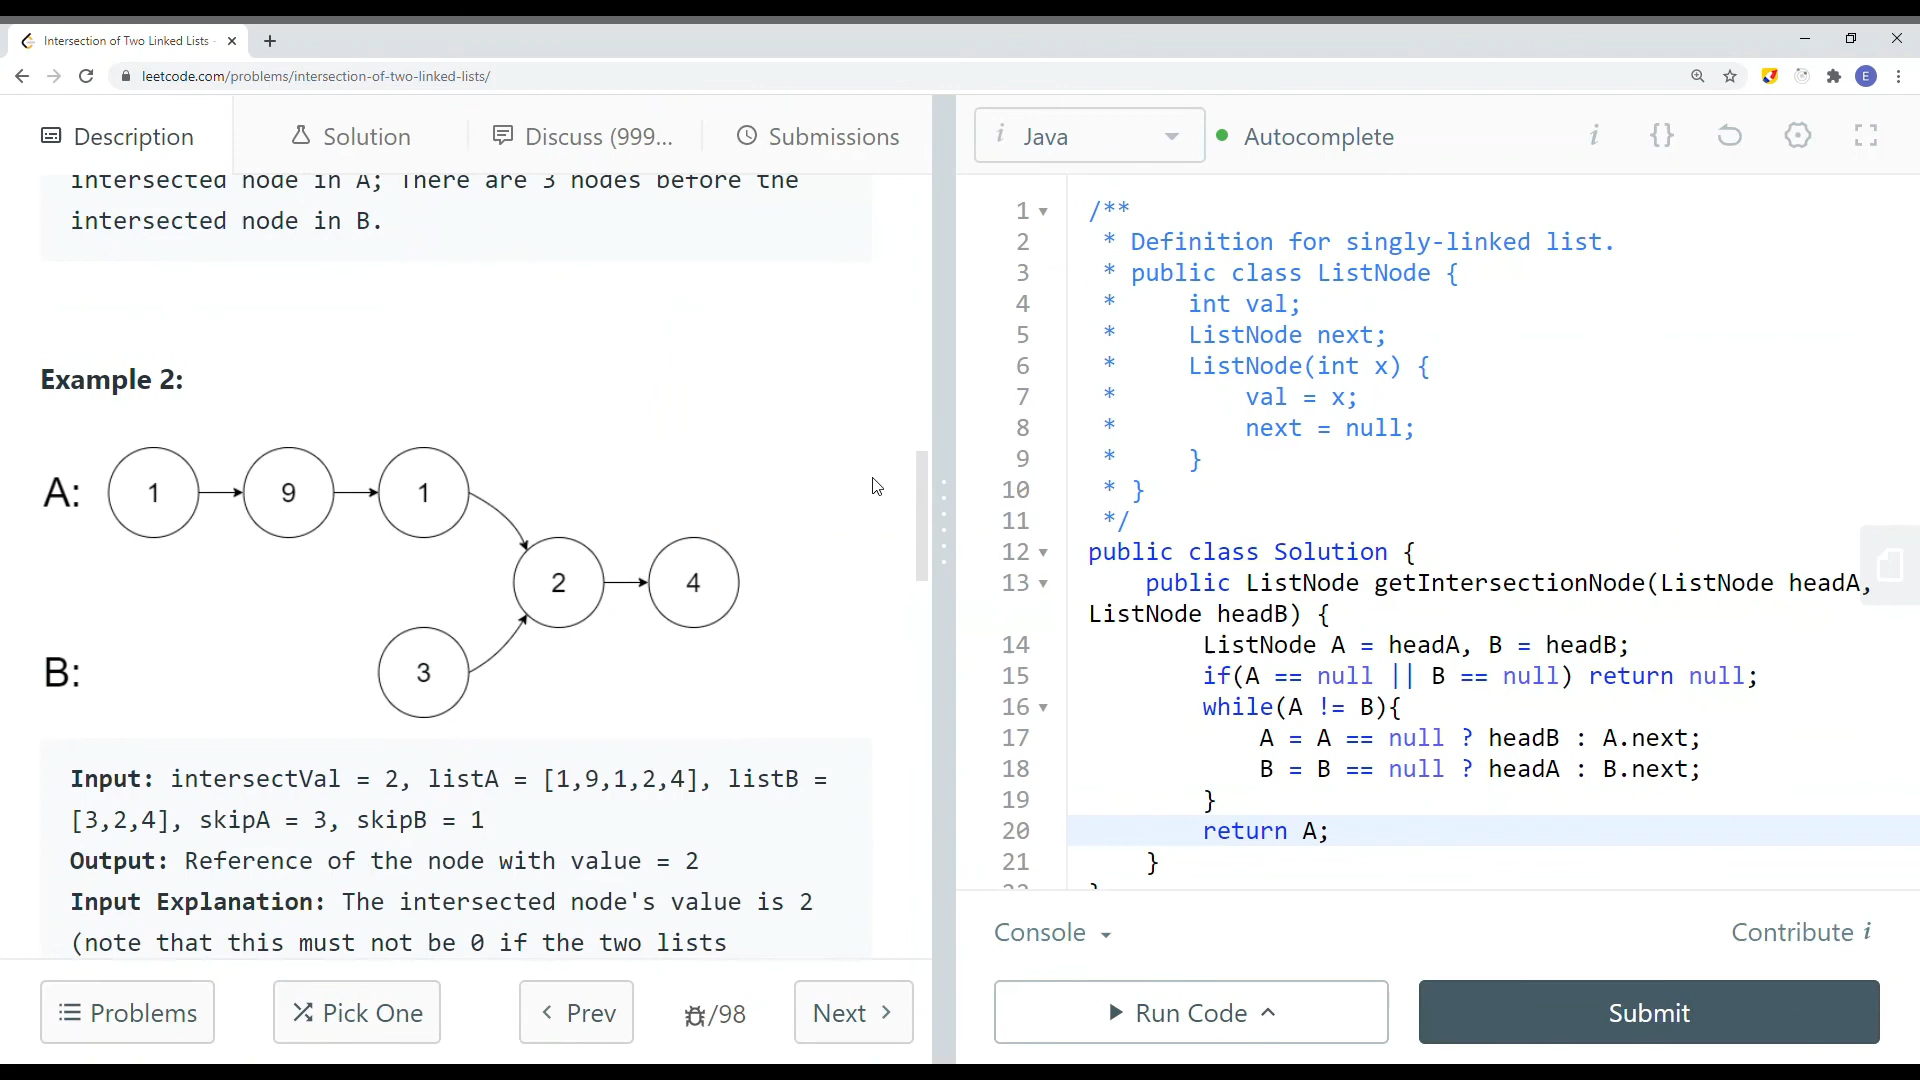 Intersection of Two Linked Lists -
leetcode.com/problems/intersection-of-two-linked-lists/
E
Description
Solution
Discuss (999...
Submissions
intersected node in A; There are 3 nodes before the
intersected node in B.
Example 2:
A: 1 9 1
2 4
B: 3
Input: intersectVal = 2, listA = [1,9,1,2,4], listB =
[3,2,4], skipA = 3, skipB = 1
Output: Reference of the node with value = 2
Input Explanation: The intersected node's value is 2
(note that this must not be 0 if the two lists
Problems
Pick One
Prev
/98
Next
i Java
Autocomplete
i {}
1 /**
2 * Definition for singly-linked list.
3 * public class ListNode {
4 *     int val;
5 *     ListNode next;
6 *     ListNode(int x) {
7 *         val = x;
8 *         next = null;
9 *     }
10 * }
11 */
12 public class Solution {
13     public ListNode getIntersectionNode(ListNode headA,
ListNode headB) {
14         ListNode A = headA, B = headB;
15         if(A == null || B == null) return null;
16         while(A != B){
17             A = A == null ? headB : A.next;
18             B = B == null ? headA : B.next;
19         }
20         return A;
21     }
Console
Contribute i
Run Code
Submit